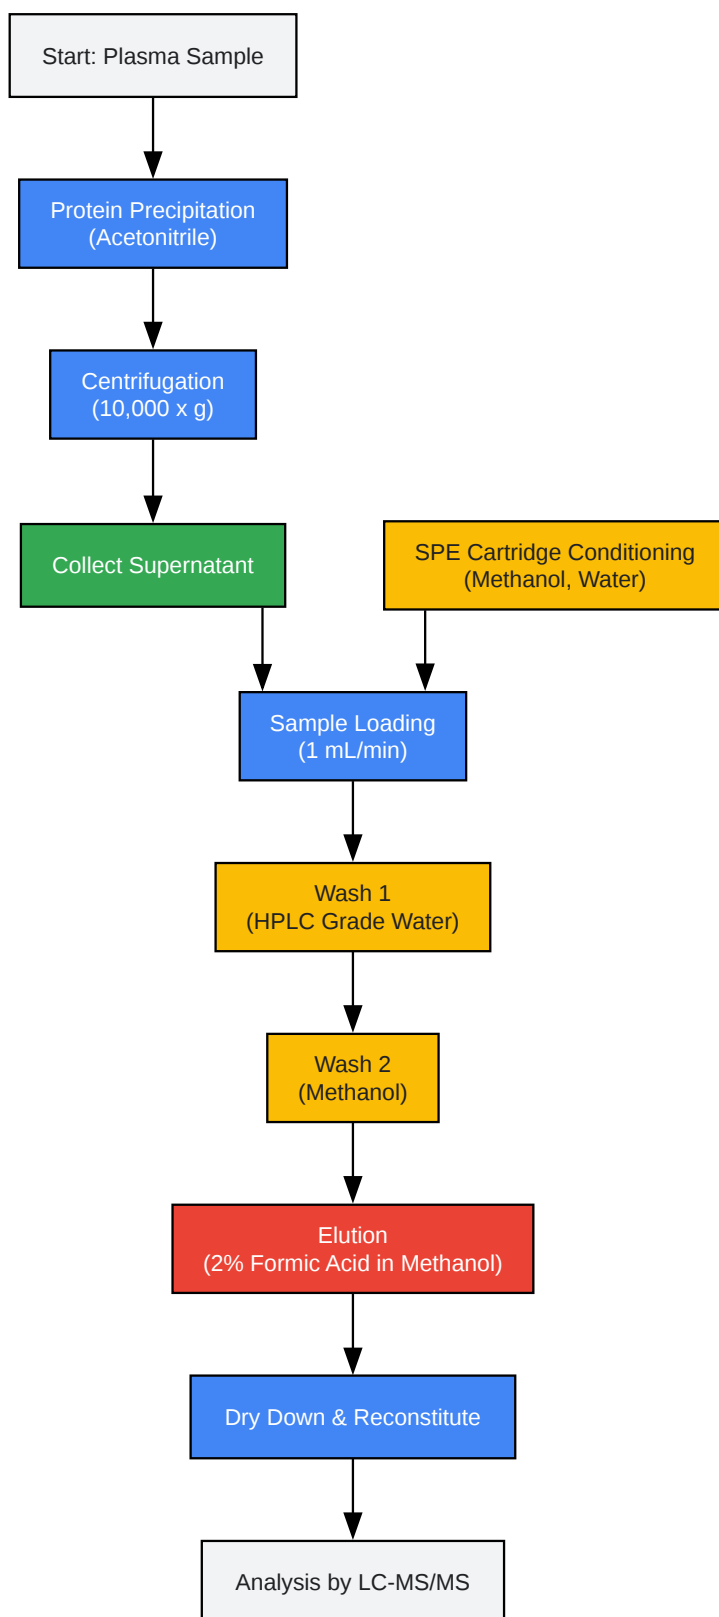 Start: Plasma Sample
Protein Precipitation
(Acetonitrile)
Centrifugation
(10,000 x g)
Collect Supernatant
SPE Cartridge Conditioning
(Methanol, Water)
Sample Loading
(1 mL/min)
Wash 1
(HPLC Grade Water)
Wash 2
(Methanol)
Elution
(2% Formic Acid in Methanol)
Dry Down & Reconstitute
Analysis by LC-MS/MS